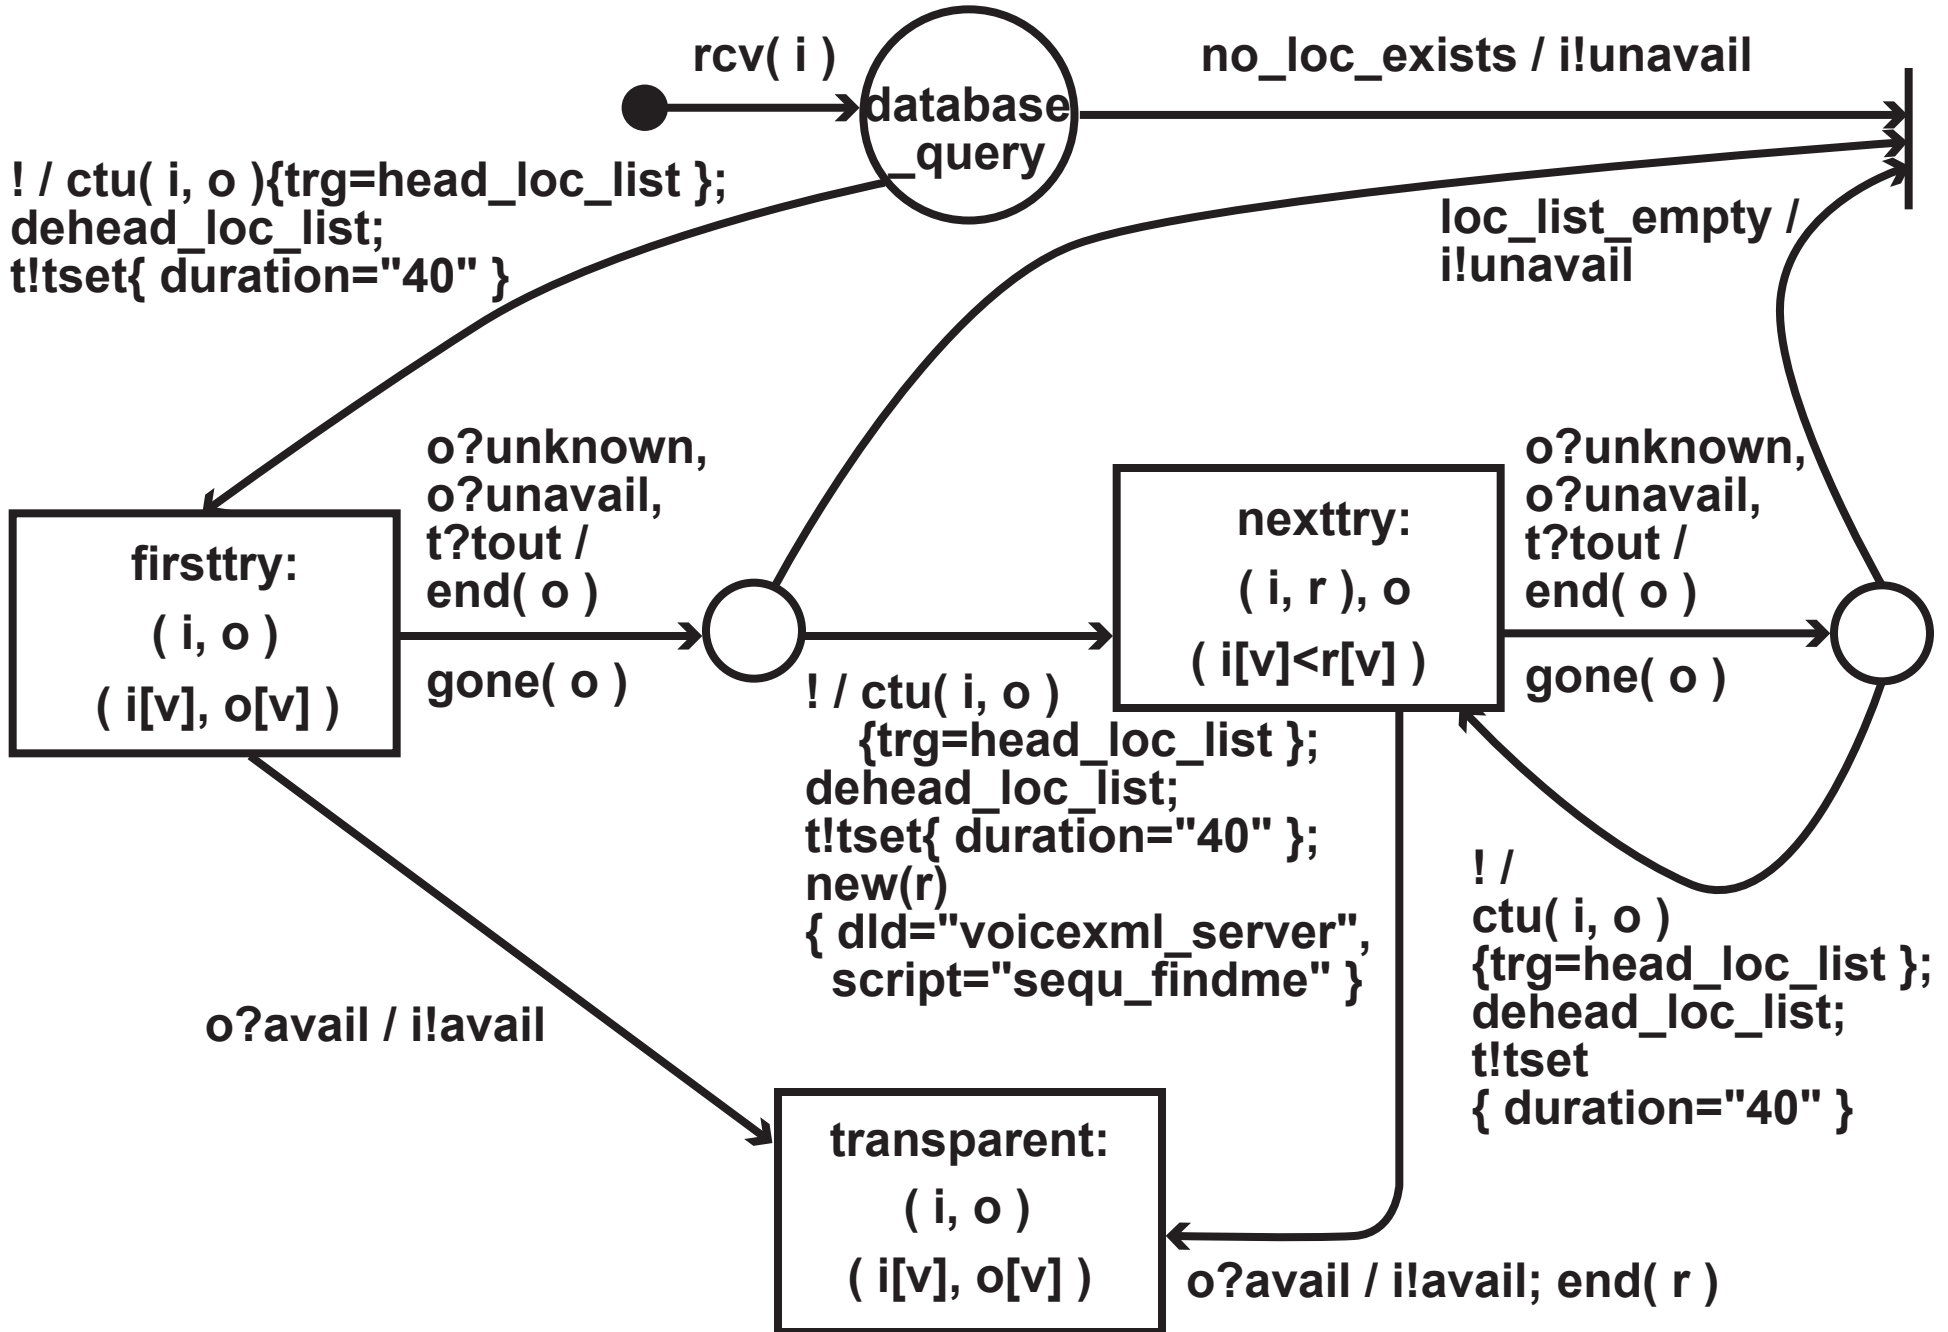 rcv( i )
no_loc_exists / i!unavail
database
_query
! / ctu( i, o ){trg=head_loc_list };
dehead_loc_list;
t!tset{ duration="40" }
loc_list_empty /
i!unavail
o?unknown,
o?unavail,
t?tout /
end( o )
gone( o )
firsttry:
( i, o )
( i[v], o[v] )
nexttry:
( i, r ), o
( i[v]<r[v] )
o?unknown,
o?unavail,
t?tout /
end( o )
gone( o )
! / ctu( i, o )
{trg=head_loc_list };
dehead_loc_list;
t!tset{ duration="40" };
new(r)
{ dld="voicexml_server",
script="sequ_findme" }
! /
ctu( i, o )
{trg=head_loc_list };
dehead_loc_list;
t!tset
{ duration="40" }
o?avail / i!avail
transparent:
( i, o )
( i[v], o[v] )
o?avail / i!avail; end( r )